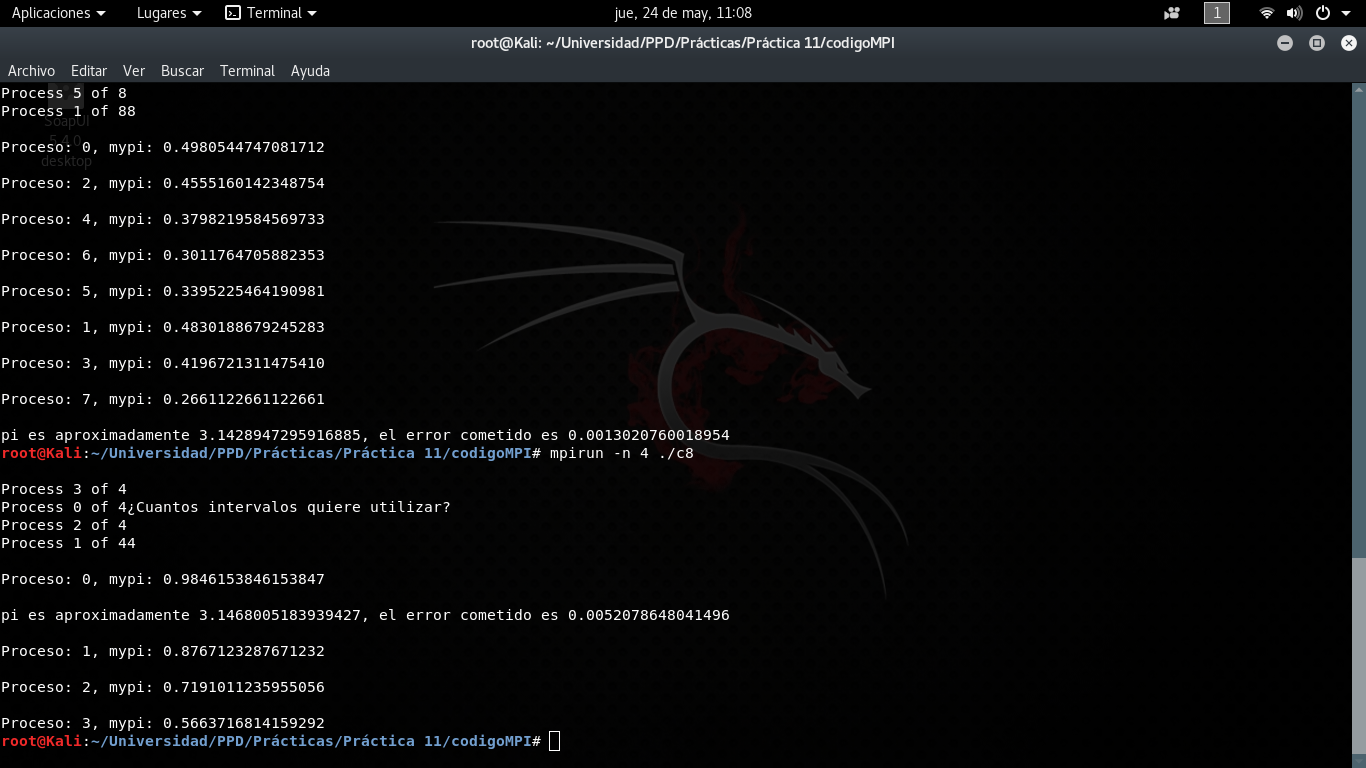 Aplicaciones Lugares Terminal jue, 24 de may, 11:08 1
root@Kali: ~/Universidad/PPD/Prácticas/Práctica 11/codigoMPI
Archivo Editar Ver Buscar Terminal Ayuda
Process 5 of 8
Process 1 of 88
SoapUI
5.4.0
desktop
Proceso: 0, mypi: 0.4980544747081712
Proceso: 2, mypi: 0.4555160142348754
Proceso: 4, mypi: 0.3798219584569733
Proceso: 6, mypi: 0.3011764705882353
Proceso: 5, mypi: 0.3395225464190981
Proceso: 1, mypi: 0.4830188679245283
Proceso: 3, mypi: 0.4196721311475410
Proceso: 7, mypi: 0.2661122661122661
pi es aproximadamente 3.1428947295916885, el error cometido es 0.0013020760018954
root@Kali:~/Universidad/PPD/Prácticas/Práctica 11/codigoMPI# mpirun -n 4 ./c8
Process 3 of 4
Process 0 of 4¿Cuantos intervalos quiere utilizar?
Process 2 of 4
Process 1 of 44
Proceso: 0, mypi: 0.9846153846153847
pi es aproximadamente 3.1468005183939427, el error cometido es 0.0052078648041496
Proceso: 1, mypi: 0.8767123287671232
Proceso: 2, mypi: 0.7191011235955056
Proceso: 3, mypi: 0.5663716814159292
root@Kali:~/Universidad/PPD/Prácticas/Práctica 11/codigoMPI#